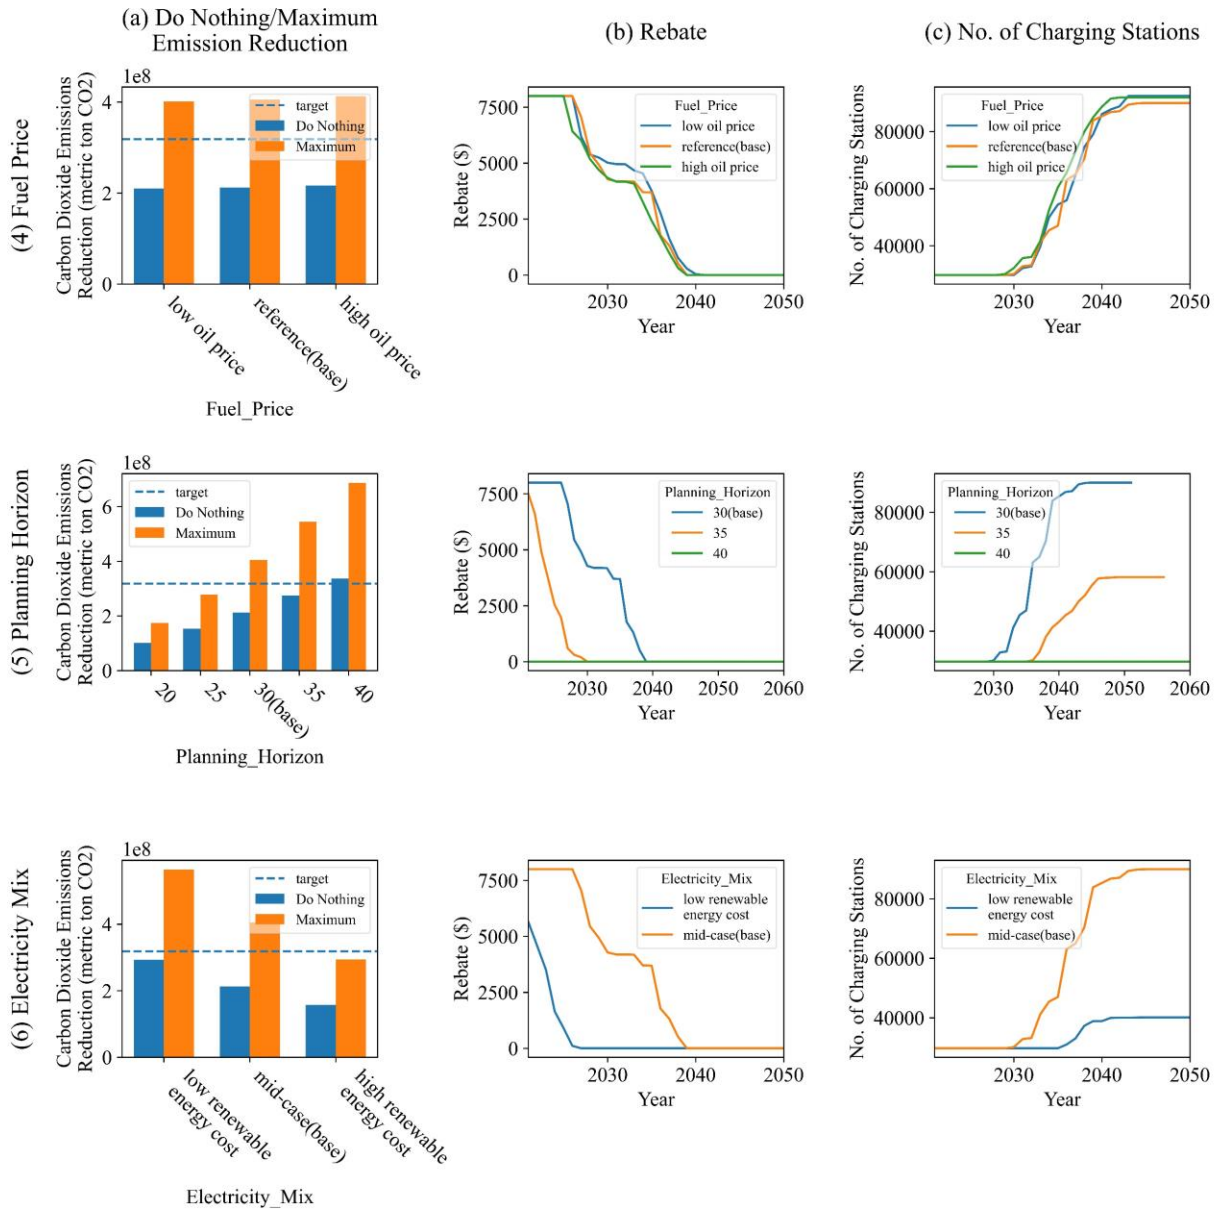 (a) Do Nothing/Maximum
Emission Reduction
(b) Rebate
(c) No. of Charging Stations
(4) Fuel Price
Carbon Dioxide Emissions
Reduction (metric ton CO2)
1e8
4
2
0
target
Do Nothing
Maximum
low oil price
reference(base)
high oil price
Fuel_Price
Rebate ($)
7500
5000
2500
0
Fuel_Price
low oil price
reference(base)
high oil price
2030
2040
2050
Year
No. of Charging Stations
80000
60000
40000
Fuel_Price
low oil price
reference(base)
high oil price
2030
2040
2050
Year
(5) Planning Horizon
Carbon Dioxide Emissions
Reduction (metric ton CO2)
1e8
6
4
2
0
target
Do Nothing
Maximum
20
25
30(base)
35
40
Planning_Horizon
Rebate ($)
7500
5000
2500
0
Planning_Horizon
30(base)
35
40
2030
2040
2050
2060
Year
No. of Charging Stations
80000
60000
40000
Planning_Horizon
30(base)
35
40
2030
2040
2050
2060
Year
(6) Electricity Mix
Carbon Dioxide Emissions
Reduction (metric ton CO2)
1e8
4
2
0
target
Do Nothing
Maximum
low renewable
energy cost
mid-case(base)
high renewable
energy cost
Electricity_Mix
Rebate ($)
7500
5000
2500
0
Electricity_Mix
low renewable
energy cost
mid-case(base)
2030
2040
2050
Year
No. of Charging Stations
80000
60000
40000
Electricity_Mix
low renewable
energy cost
mid-case(base)
2030
2040
2050
Year